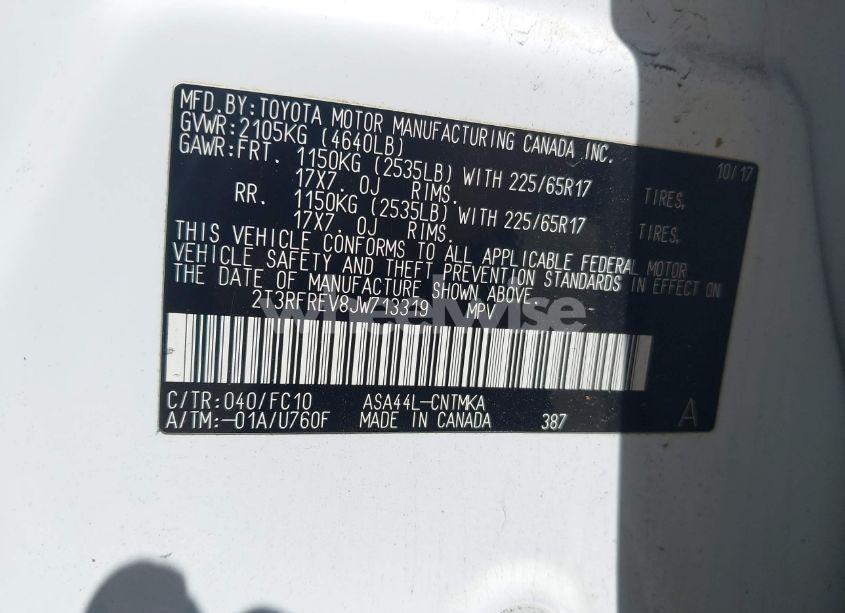 MFD.BY:TOYOTA MOTOR MANUFACTURING CANADA INC.
GVWR:2105KG (4640LB) 10/17
GAWR:FRT. 1150KG (2535LB) WITH 225/65R17 TIRES,
17X7. 0J RIMS.
RR. 1150KG (2535LB) WITH 225/65R17 TIRES,
17X7. 0J RIMS.
THIS VEHICLE CONFORMS TO ALL APPLICABLE FEDERAL MOTOR
VEHICLE SAFETY AND THEFT PREVENTION STANDARDS IN EFFECT ON
THE DATE OF MANUFACTURE SHOWN ABOVE.
2T3RFREV8JW713319 MPV
wheelwise
C/TR:040/FC10 ASA44L-CNTMKA
A/TM:-01A/U760F MADE IN CANADA 387 A